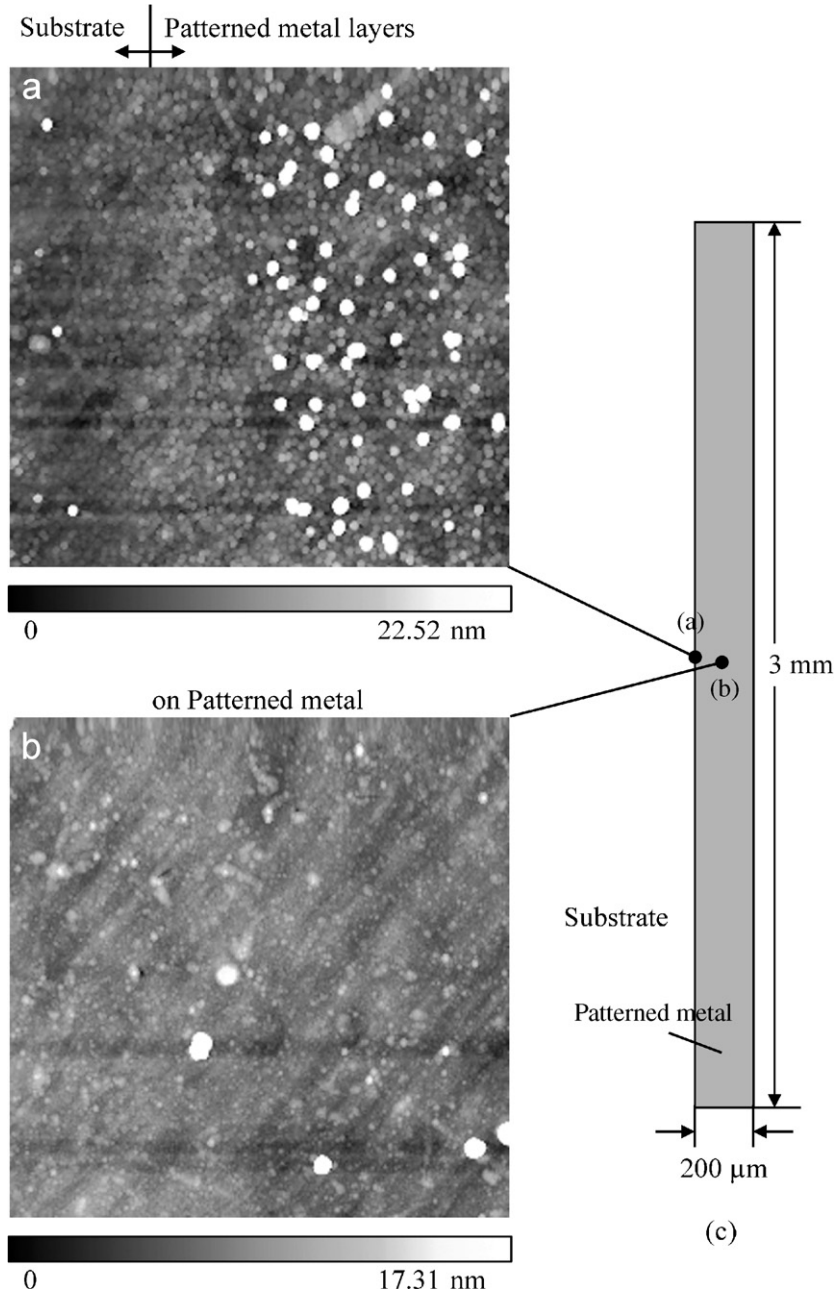 Substrate
Patterned metal layers
a
0
22.52 nm
on Patterned metal
b
0
17.31 nm
(a)
(b)
3 mm
Substrate
Patterned metal
200 µm
(c)